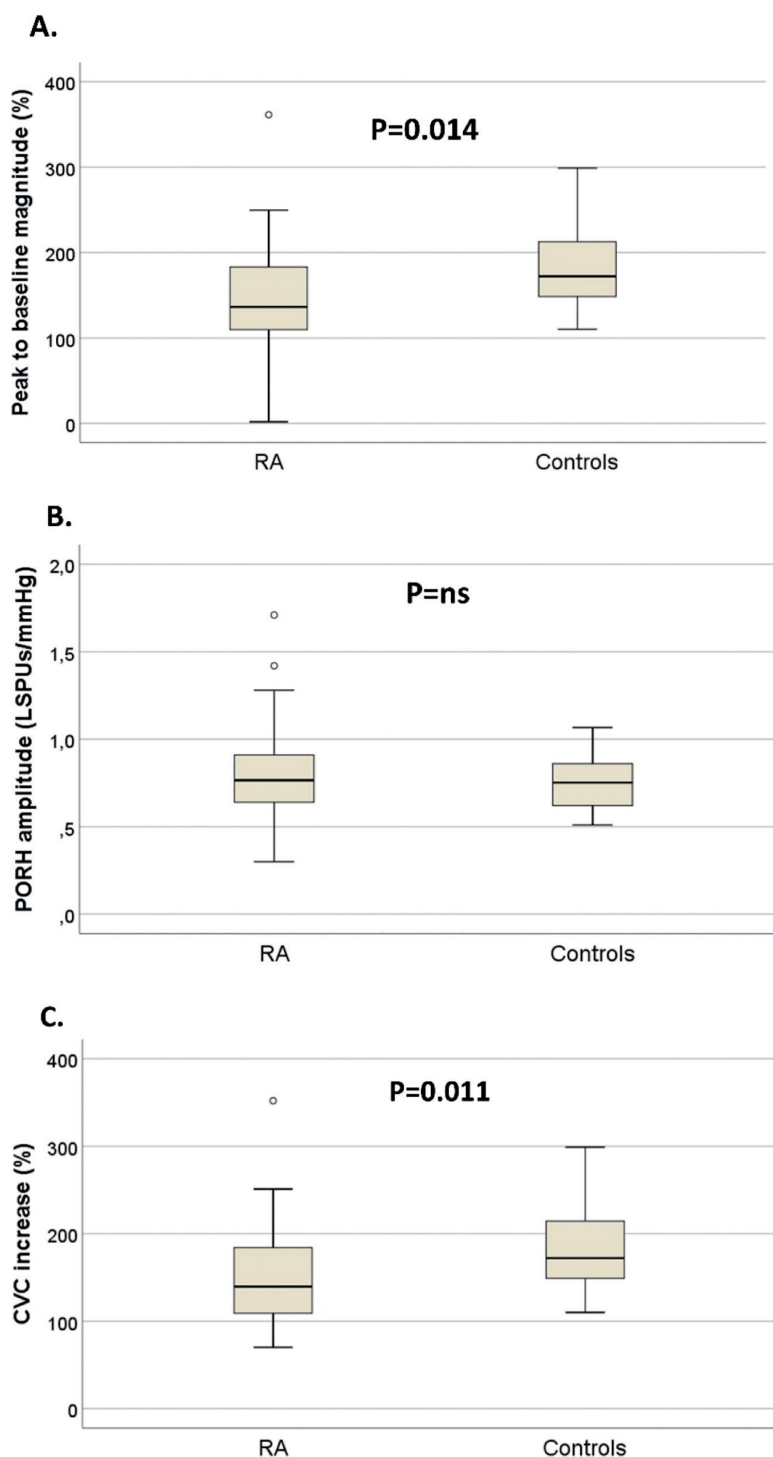 A.
Peak to baseline magnitude (%)
400
P=0.014
300
200
100
0
RA Controls
B.
PORH amplitude (LSPUs/mmHg)
2,0
P=ns
1,5
1,0
,5
,0
RA Controls
C.
CVC increase (%)
400
P=0.011
300
200
100
0
RA Controls